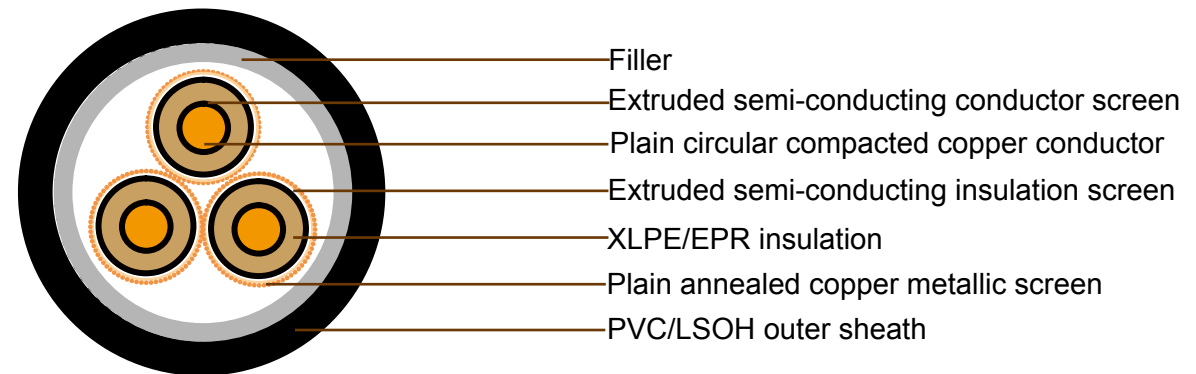 Filler
Extruded semi-conducting conductor screen
Plain circular compacted copper conductor
Extruded semi-conducting insulation screen
XLPE/EPR insulation
Plain annealed copper metallic screen
PVC/LSOH outer sheath